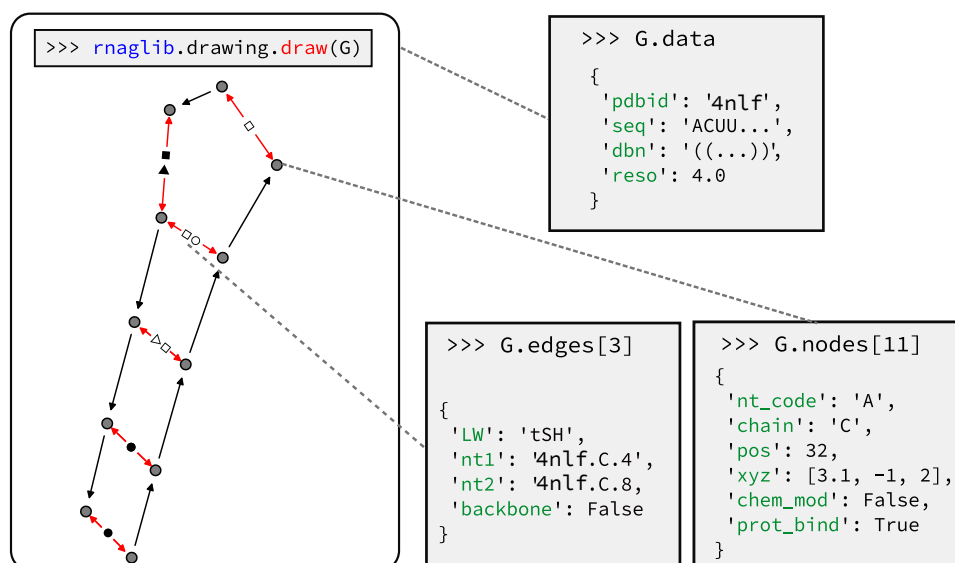 >>> rnaglib.drawing.draw(G)
>>> G.data
{
'pdbid': '4nlf',
'seq': 'ACUU...',
'dbn': '((...))',
'reso': 4.0
}
>>> G.edges[3]
{
'LW': 'tSH',
'nt1': '4nlf.C.4',
'nt2': '4nlf.C.8,
'backbone': False
}
>>> G.nodes[11]
{
'nt_code': 'A',
'chain': 'C',
'pos': 32,
'xyz': [3.1, -1, 2],
'chem_mod': False,
'prot_bind': True
}